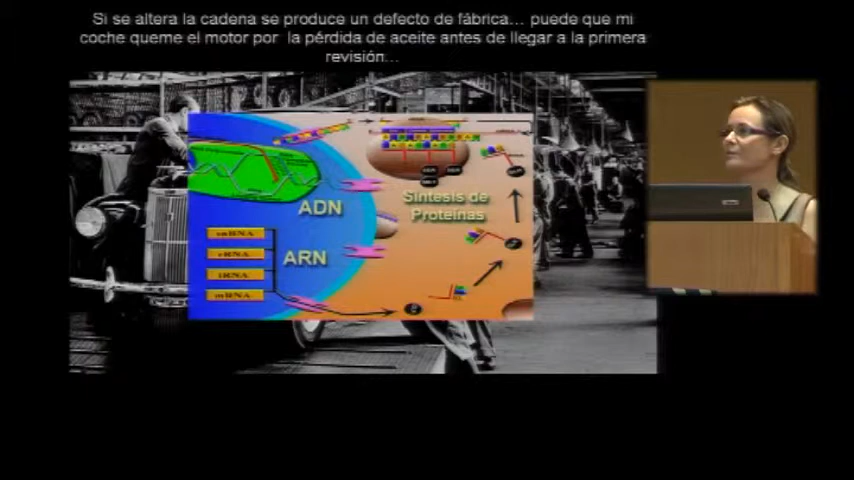 Si se altera la cadena se produce un defecto de fábrica... puede que mi
coche queme el motor por la pérdida de aceite antes de llegar a la primera
revisión...
ADN
Síntesis de
Proteínas
ARN
snRNA
rRNA
tRNA
mRNA